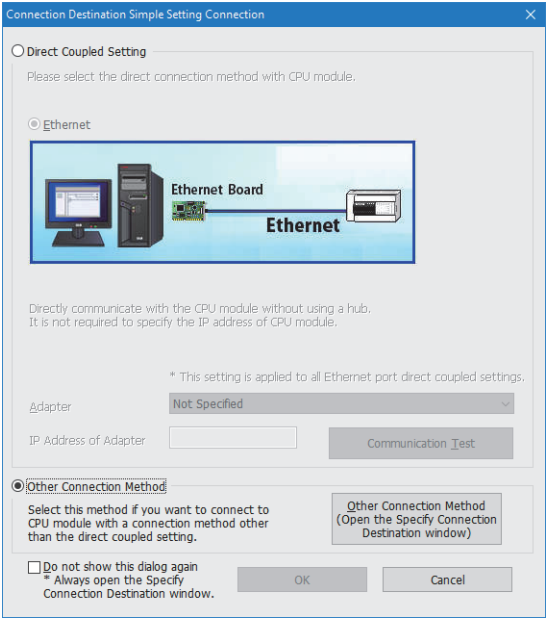 Connection Destination Simple Setting Connection
Direct Coupled Setting
Please select the direct connection method with CPU module.
Ethernet
Ethernet Board
Ethernet
Directly communicate with the CPU module without using a hub.
It is not required to specify the IP address of CPU module.
* This setting is applied to all Ethernet port direct coupled settings.
Adapter
Not Specified
IP Address of Adapter
Communication Test
Other Connection Method
Select this method if you want to connect to
CPU module with a connection method other
than the direct coupled setting.
Other Connection Method
(Open the Specify Connection
Destination window)
Do not show this dialog again
* Always open the Specify
Connection Destination window.
OK
Cancel